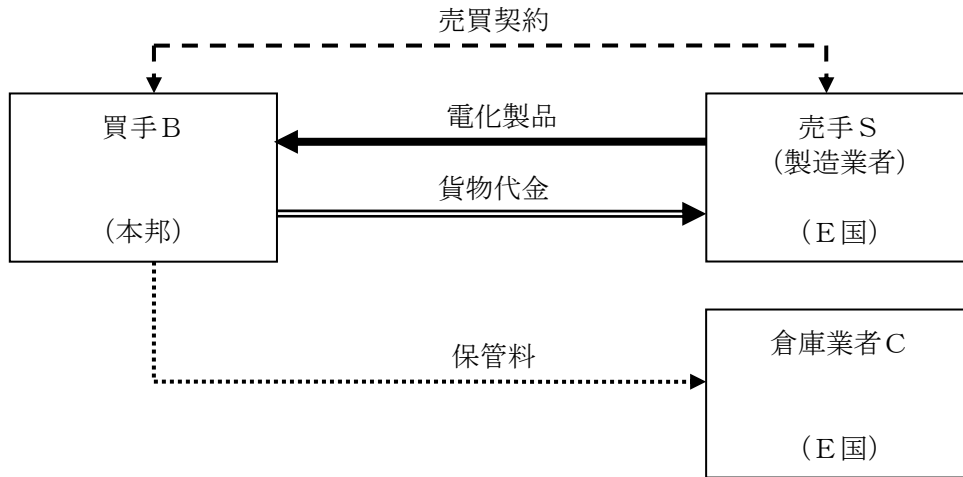 売買契約
買手Ｂ
（本邦）
電化製品
貨物代金
売手Ｓ
（製造業者）
（Ｅ国）
保管料
倉庫業者Ｃ
（Ｅ国）